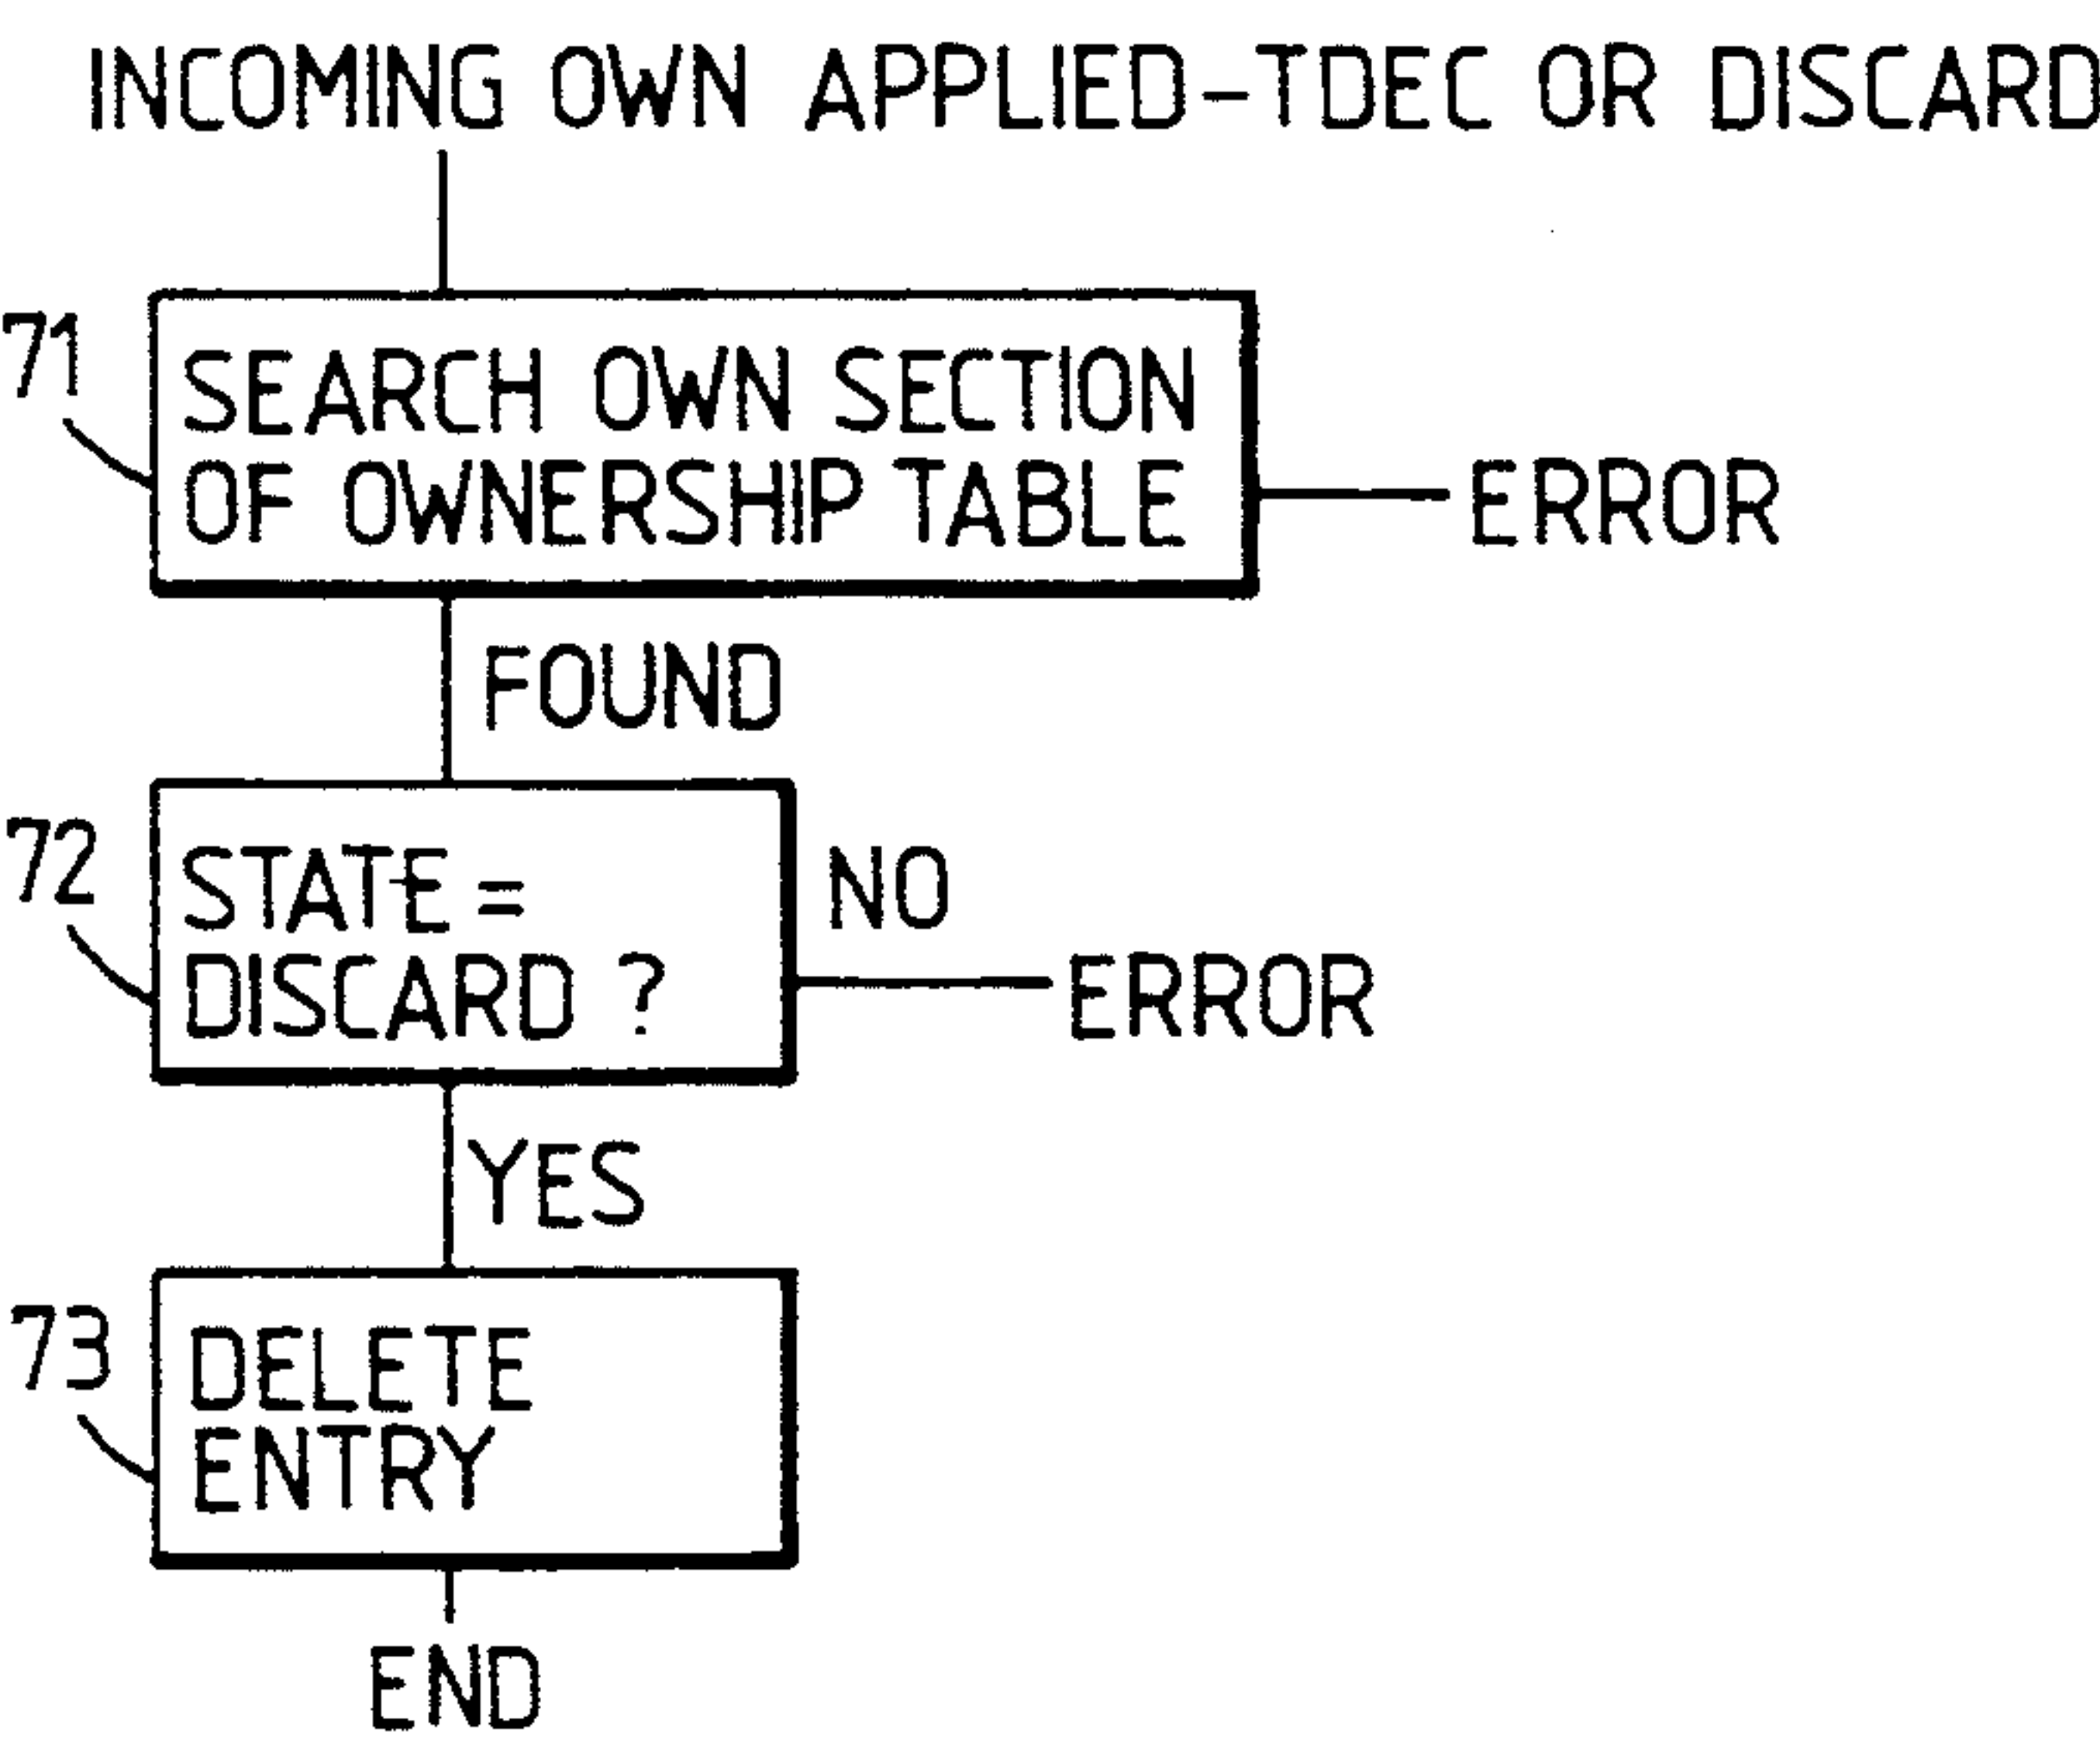 INCOMING OWN APPLIED-TDEC OR DISCARD
71
SEARCH OWN SECTION
OF OWNERSHIP TABLE
ERROR
FOUND
72
STATE =
DISCARD ?
NO
ERROR
YES
73
DELETE
ENTRY
END